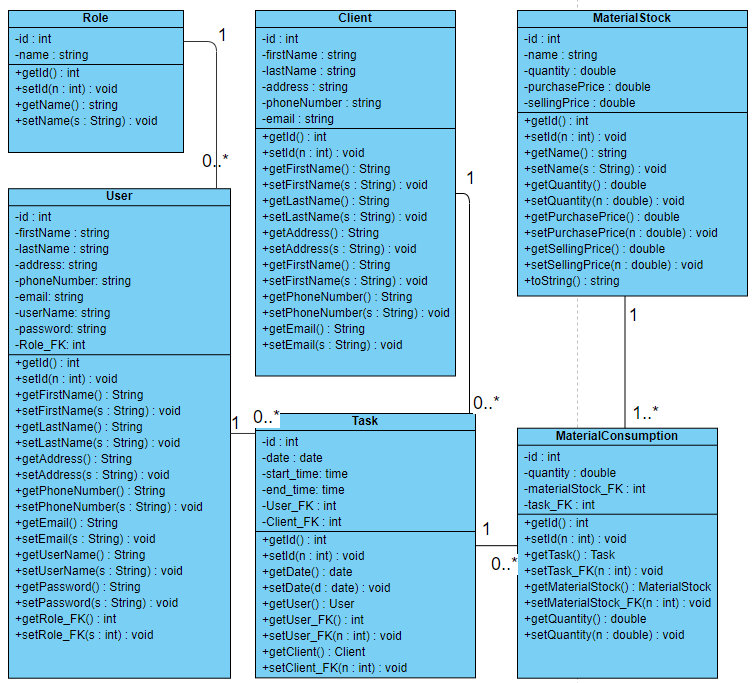 Role
-id : int
-name : string
+getId() : int
+setId(n : int) : void
+getName() : string
+setName(s : String) : void
1
0..*
User
-id : int
-firstName : string
-lastName : string
-address: string
-phoneNumber: string
-email: string
-userName: string
-password: string
-Role_FK: int
+getId() : int
+setId(n : int) : void
+getFirstName() : String
+setFirstName(s : String) : void
+getLastName() : String
+setLastName(s : String) : void
+getAddress() : String
+setAddress(s : String) : void
+getPhoneNumber() : String
+setPhoneNumber(s : String) : void
+getEmail() : String
+setEmail(s : String) : void
+getUserName() : String
+setUserName(s : String) : void
+getPassword() : String
+setPassword(s : String) : void
+getRole_FK() : int
+setRole_FK(s : int) : void
Client
-id : int
-firstName : string
-lastName : string
-address : string
-phoneNumber : string
-email : string
+getId() : int
+setId(n : int) : void
+getFirstName() : String
+setFirstName(s : String) : void
+getLastName() : String
+setLastName(s : String) : void
+getAddress() : String
+setAddress(s : String) : void
+getFirstName() : String
+setFirstName(s : String) : void
+getPhoneNumber() : String
+setPhoneNumber(s : String) : void
+getEmail() : String
+setEmail(s : String) : void
1
0..*
1
0..*
Task
-id : int
-date : date
-start_time: time
-end_time: time
-User_FK : int
-Client_FK : int
+getId() : int
+setId(n : int) : void
+getDate() : date
+setDate(d : date) : void
+getUser() : User
+getUser_FK() : int
+setUser_FK(n : int) : void
+getClient() : Client
+setClient_FK(n : int) : void
1
0..*
MaterialStock
-id : int
-name : string
-quantity : double
-purchasePrice : double
-sellingPrice : double
+getId() : int
+setId(n : int) : void
+getName() : string
+setName(s : String) : void
+getQuantity() : double
+setQuantity(n : double) : void
+getPurchasePrice() : double
+setPurchasePrice(n : double) : void
+getSellingPrice() : double
+setSellingPrice(n : double) : void
+toString() : string
1
1..*
MaterialConsumption
-id : int
-quantity : double
-materialStock_FK : int
-task_FK : int
+getId() : int
+setId(n : int) : void
+getTask() : Task
+setTask_FK(n : int) : void
+getMaterialStock() : MaterialStock
+setMaterialStock_FK(n : int) : void
+getQuantity() : double
+setQuantity(n : double) : void